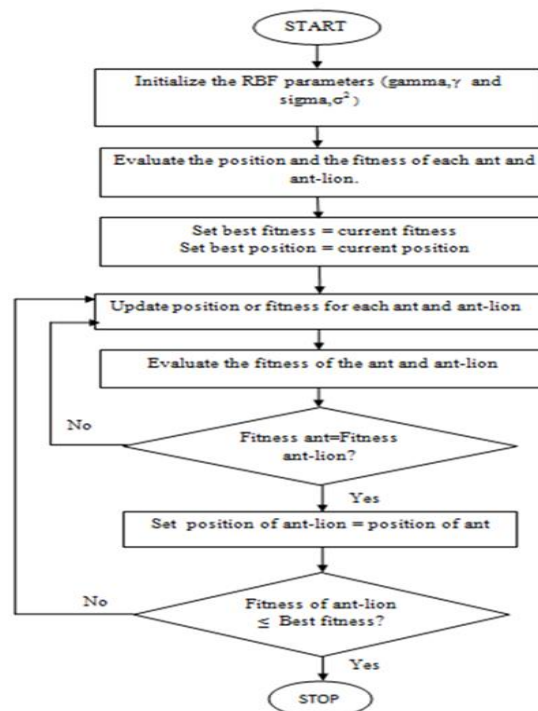 START
Initialize the RBF parameters (gamma,γ and
sigma,σ² )
Evaluate the position and the fitness of each ant and
ant-lion.
Set best fitness = current fitness
Set best position = current position
Update position or fitness for each ant and ant-lion
Evaluate the fitness of the ant and ant-lion
No
Fitness ant=Fitness
ant-lion?
Yes
Set position of ant-lion = position of ant
No
Fitness of ant-lion
≤ Best fitness?
Yes
STOP